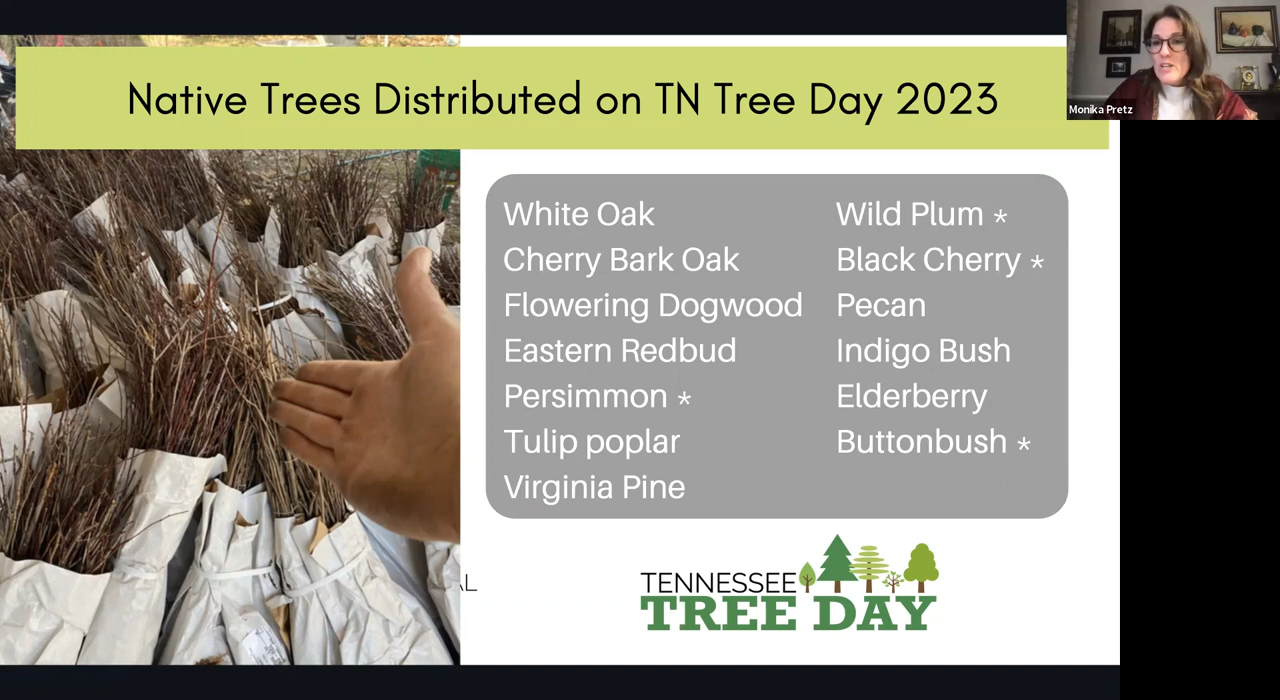 Native Trees Distributed on TN Tree Day 2023
Monika Pretz
White Oak
Cherry Bark Oak
Flowering Dogwood
Eastern Redbud
Persimmon *
Tulip poplar
Virginia Pine
Wild Plum *
Black Cherry *
Pecan
Indigo Bush
Elderberry
Buttonbush *
AL
TENNESSEE
TREE DAY